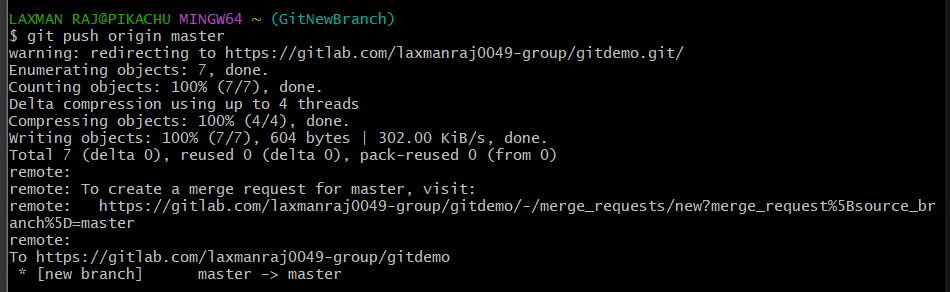 LAXMAN RAJ@PIKACHU MINGW64 ~ (GitNewBranch)
$ git push origin master
warning: redirecting to https://gitlab.com/laxmanraj0049-group/gitdemo.git/
Enumerating objects: 7, done.
Counting objects: 100% (7/7), done.
Delta compression using up to 4 threads
Compressing objects: 100% (4/4), done.
Writing objects: 100% (7/7), 604 bytes | 302.00 KiB/s, done.
Total 7 (delta 0), reused 0 (delta 0), pack-reused 0 (from 0)
remote:
remote: To create a merge request for master, visit:
remote:   https://gitlab.com/laxmanraj0049-group/gitdemo/-/merge_requests/new?merge_request%5Bsource_br
anch%5D=master
remote:
To https://gitlab.com/laxmanraj0049-group/gitdemo
 * [new branch]      master -> master